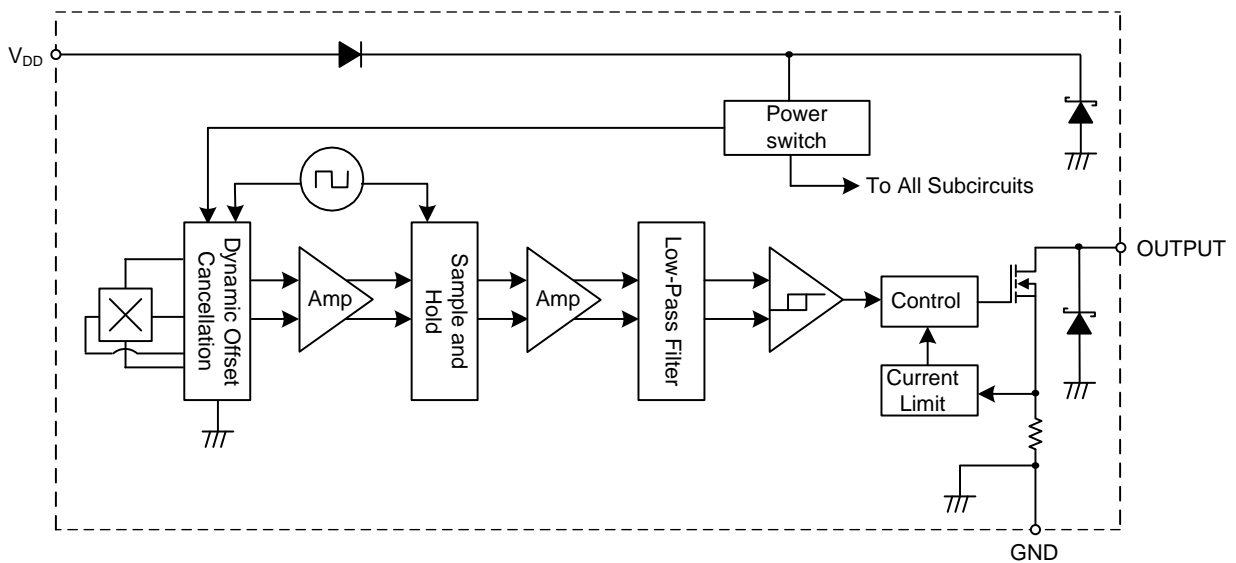 VDD
Power
switch
To All Subcircuits
Dynamic Offset
Cancellation
Amp
Sample and
Hold
Amp
Low-Pass Filter
Control
Current
Limit
OUTPUT
GND